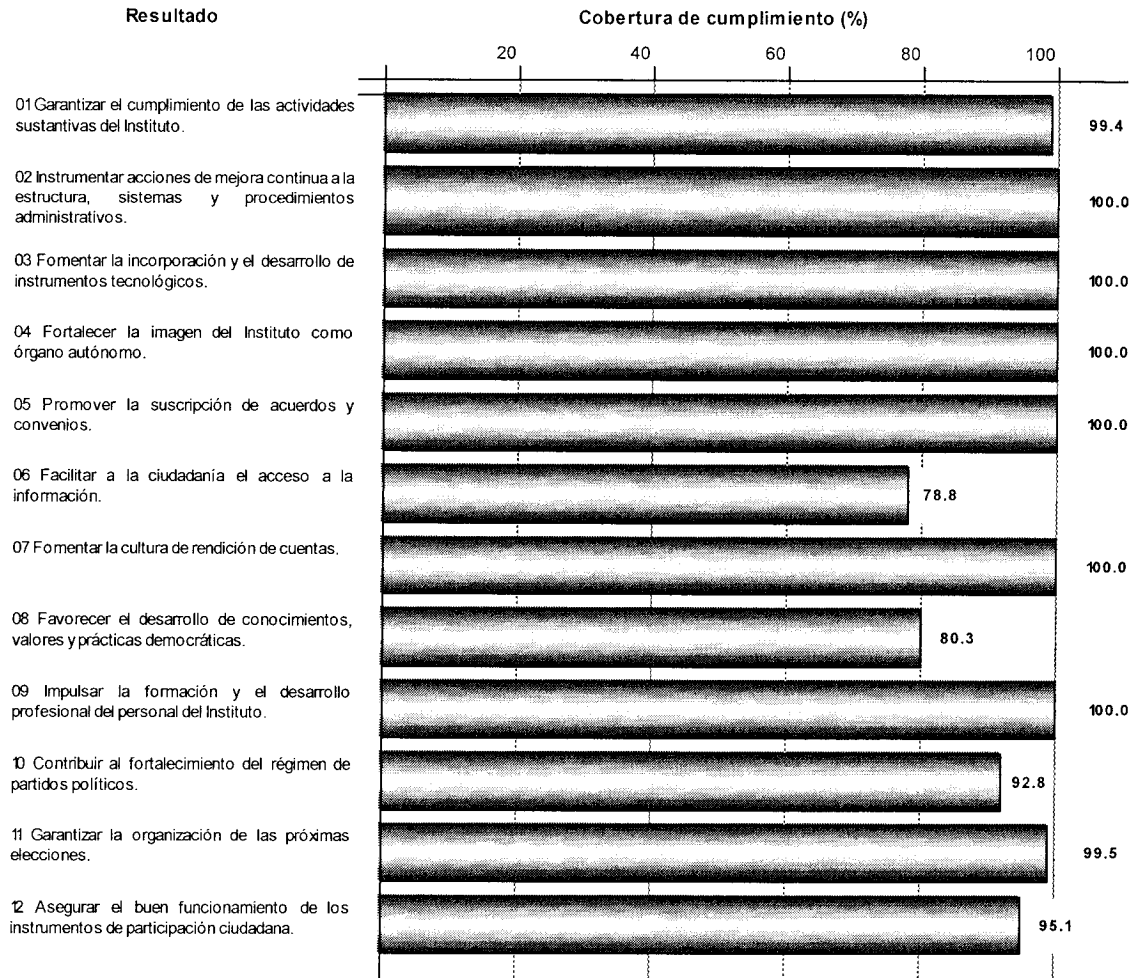 Resultado
Cobertura de cumplimiento (%)
20 40 60 80 100
01 Garantizar el cumplimiento de las actividades
sustantivas del Instituto.
99.4
02 Instrumentar acciones de mejora continua a la
estructura, sistemas y procedimientos
administrativos.
100.0
03 Fomentar la incorporación y el desarrollo de
instrumentos tecnológicos.
100.0
04 Fortalecer la imagen del Instituto como
órgano autónomo.
100.0
05 Promover la suscripción de acuerdos y
convenios.
100.0
06 Facilitar a la ciudadanía el acceso a la
información.
78.8
07 Fomentar la cultura de rendición de cuentas.
100.0
08 Favorecer el desarrollo de conocimientos,
valores y prácticas democráticas.
80.3
09 Impulsar la formación y el desarrollo
profesional del personal del Instituto.
100.0
10 Contribuir al fortalecimiento del régimen de
partidos políticos.
92.8
11 Garantizar la organización de las próximas
elecciones.
99.5
12 Asegurar el buen funcionamiento de los
instrumentos de participación ciudadana.
95.1